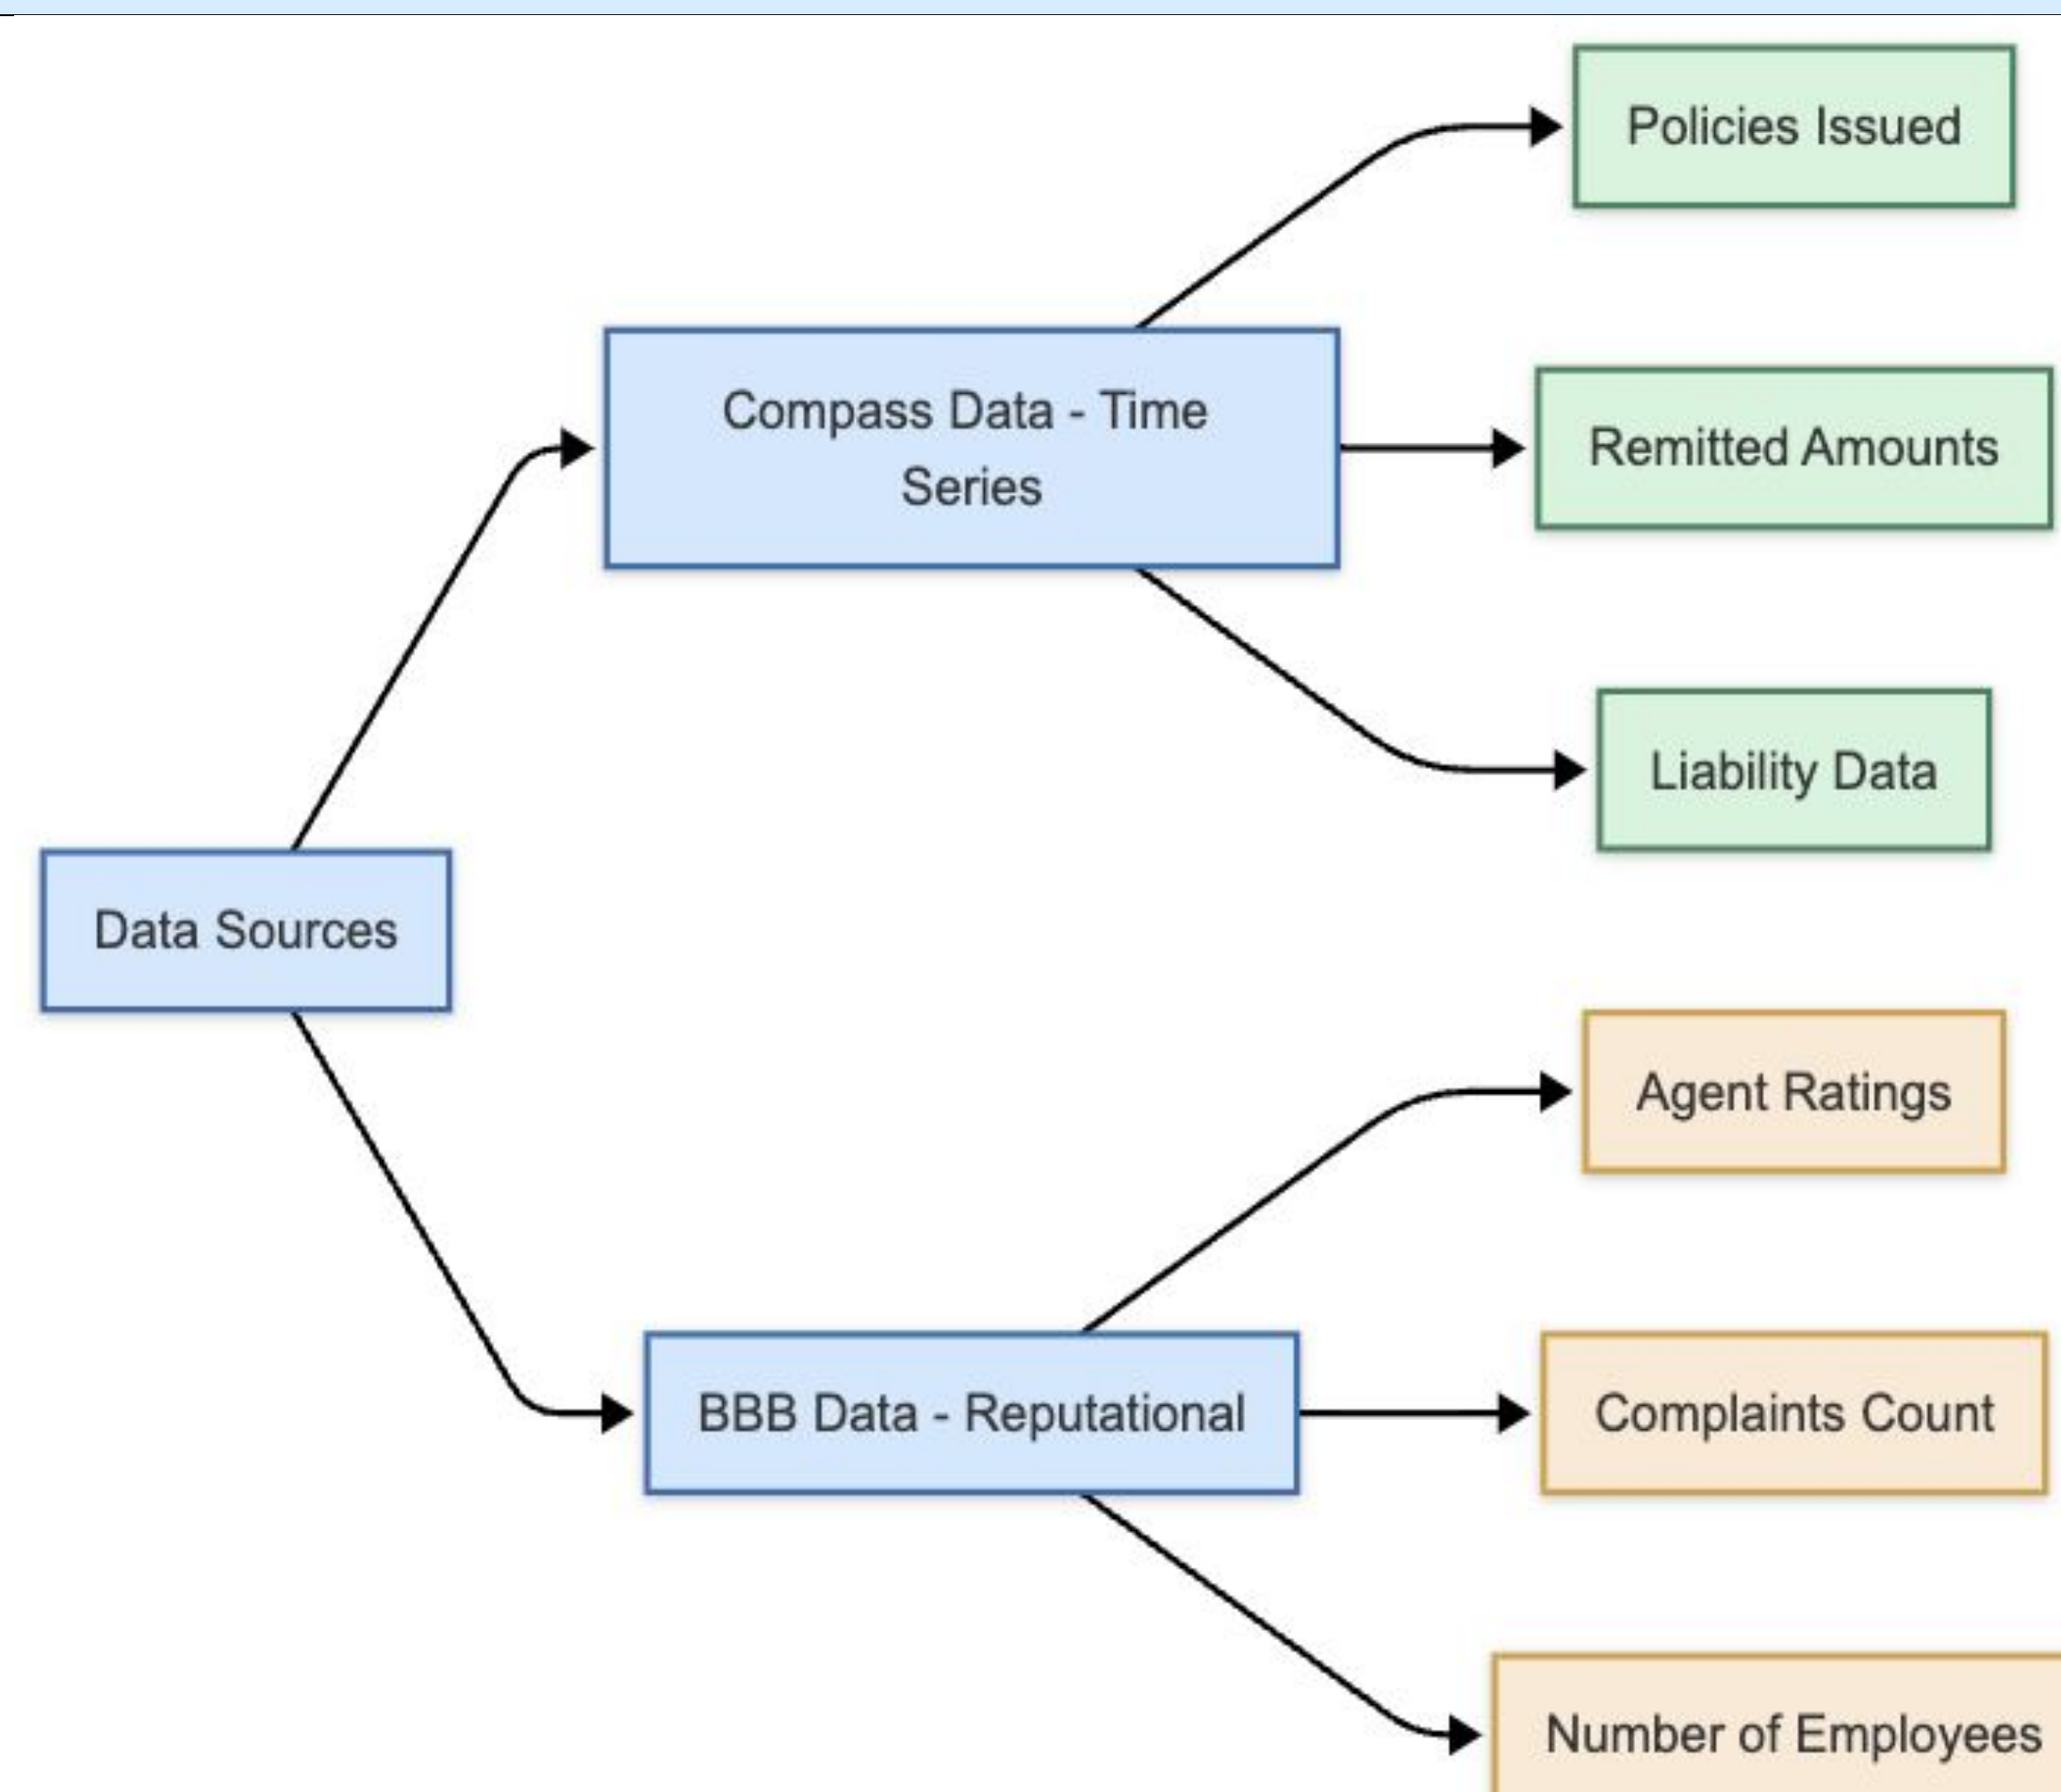 Policies Issued
Compass Data - Time
Series
Remitted Amounts
Liability Data
Data Sources
Agent Ratings
BBB Data - Reputational
Complaints Count
Number of Employees